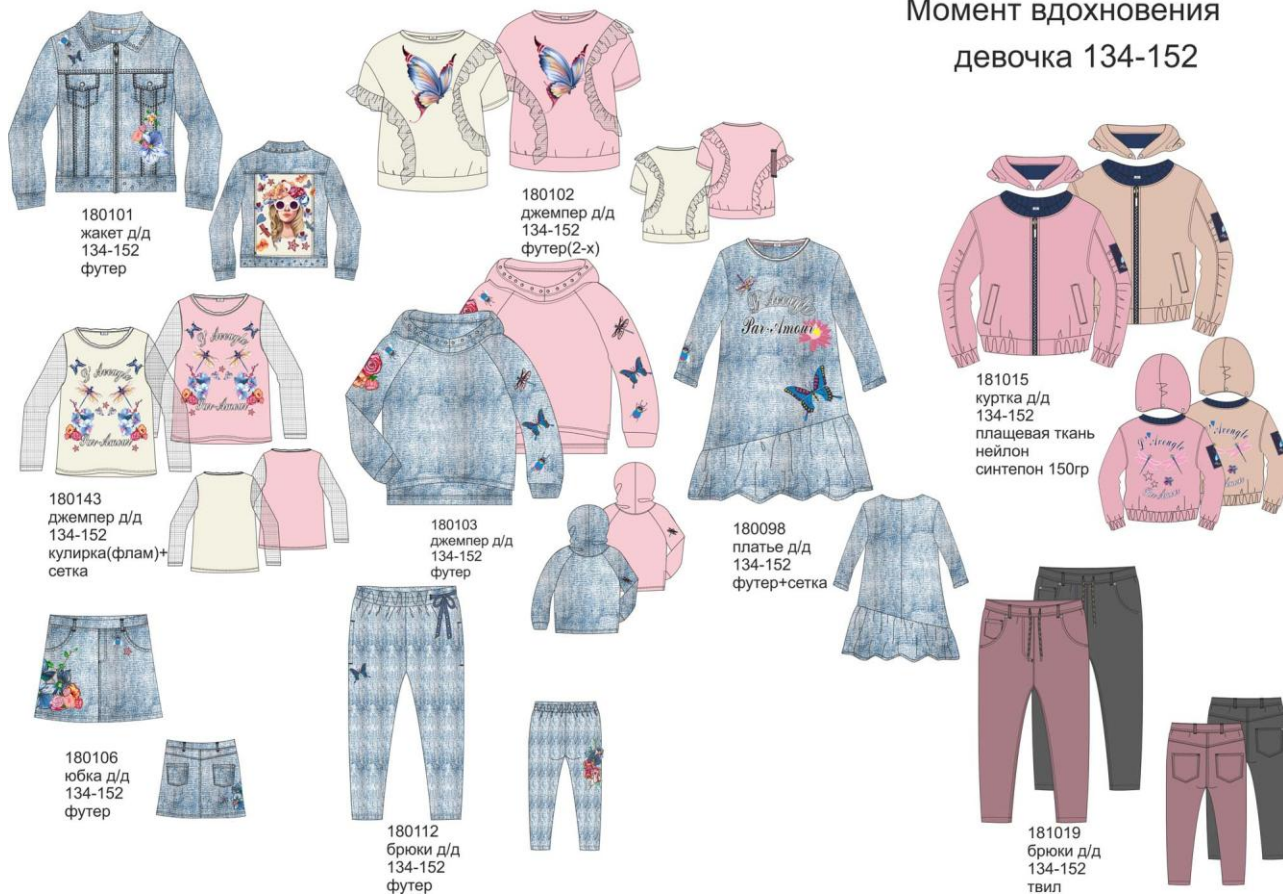 Момент вдохновения
девочка 134-152
180101
жакет д/д
134-152
футер
180102
джемпер д/д
134-152
футер(2-х)
181015
куртка д/д
134-152
плащевая ткань
нейлон
синтепон 150гр
180143
джемпер д/д
134-152
кулирка(флам)+
сетка
180103
джемпер д/д
134-152
футер
Par Amour
180098
платье д/д
134-152
футер+сетка
180106
юбка д/д
134-152
футер
180112
брюки д/д
134-152
футер
181019
брюки д/д
134-152
твил